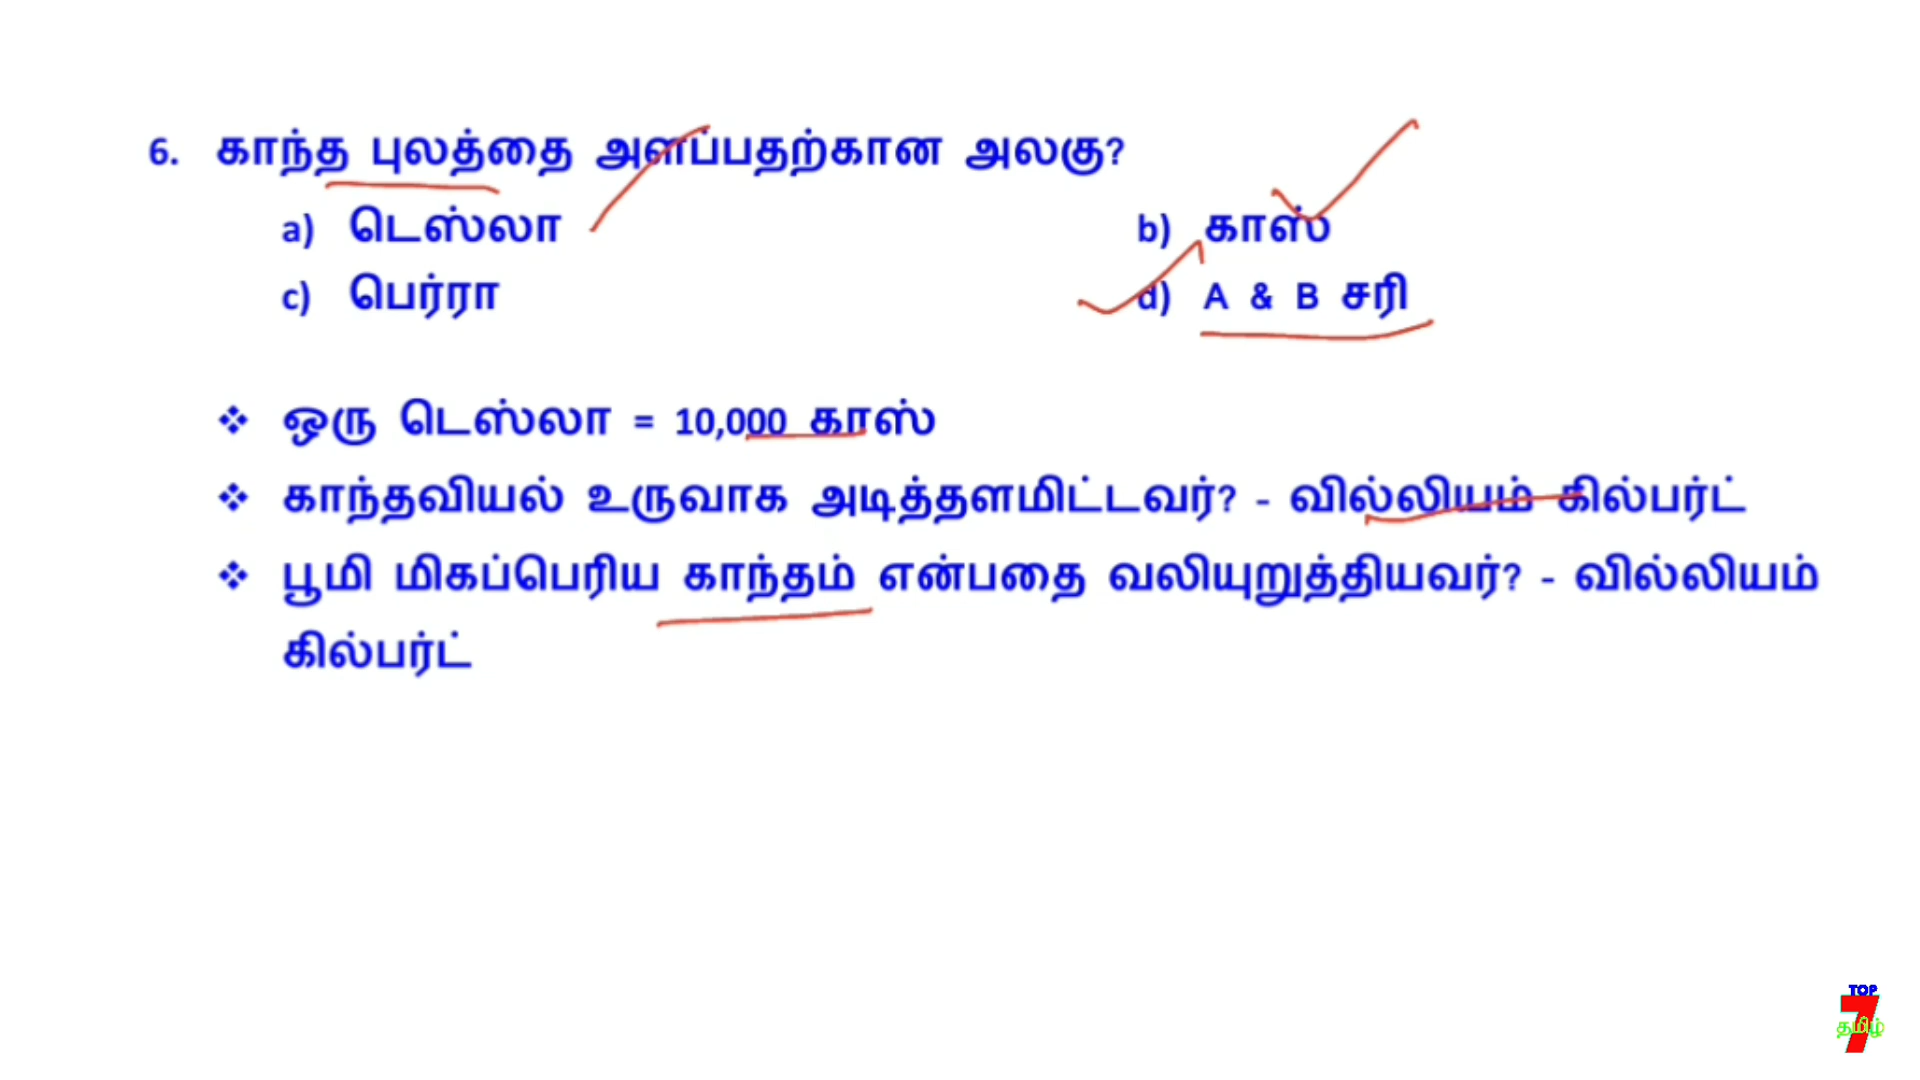 6. காந்த புலத்தை அளப்பதற்கான அலகு?
a) டெஸ்லா b) காஸ்
c) பெர்ரா d) A & B சரி
❖ ஒரு டெஸ்லா = 10,000 காஸ்
❖ காந்தவியல் உருவாக அடித்தளமிட்டவர்? - வில்லியம் கில்பர்ட்
❖ பூமி மிகப்பெரிய காந்தம் என்பதை வலியுறுத்தியவர்? - வில்லியம்
கில்பர்ட்
TOP
7
தமிழ்